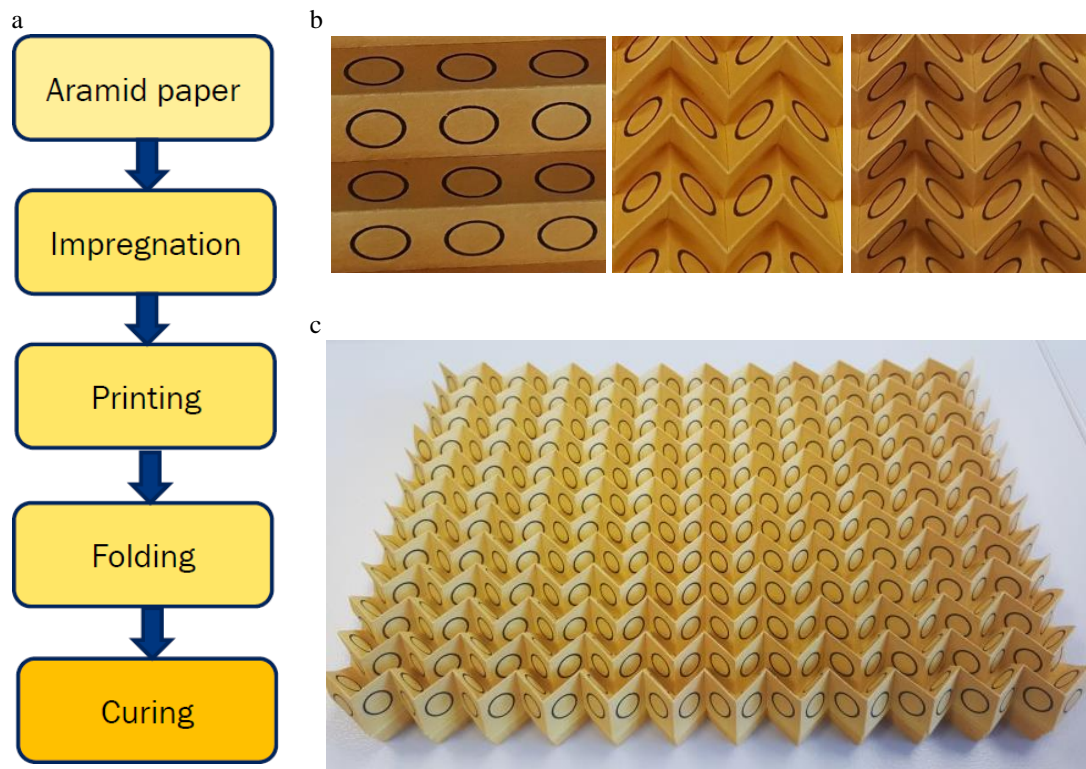 a
Aramid paper
Impregnation
Printing
Folding
Curing
b
c